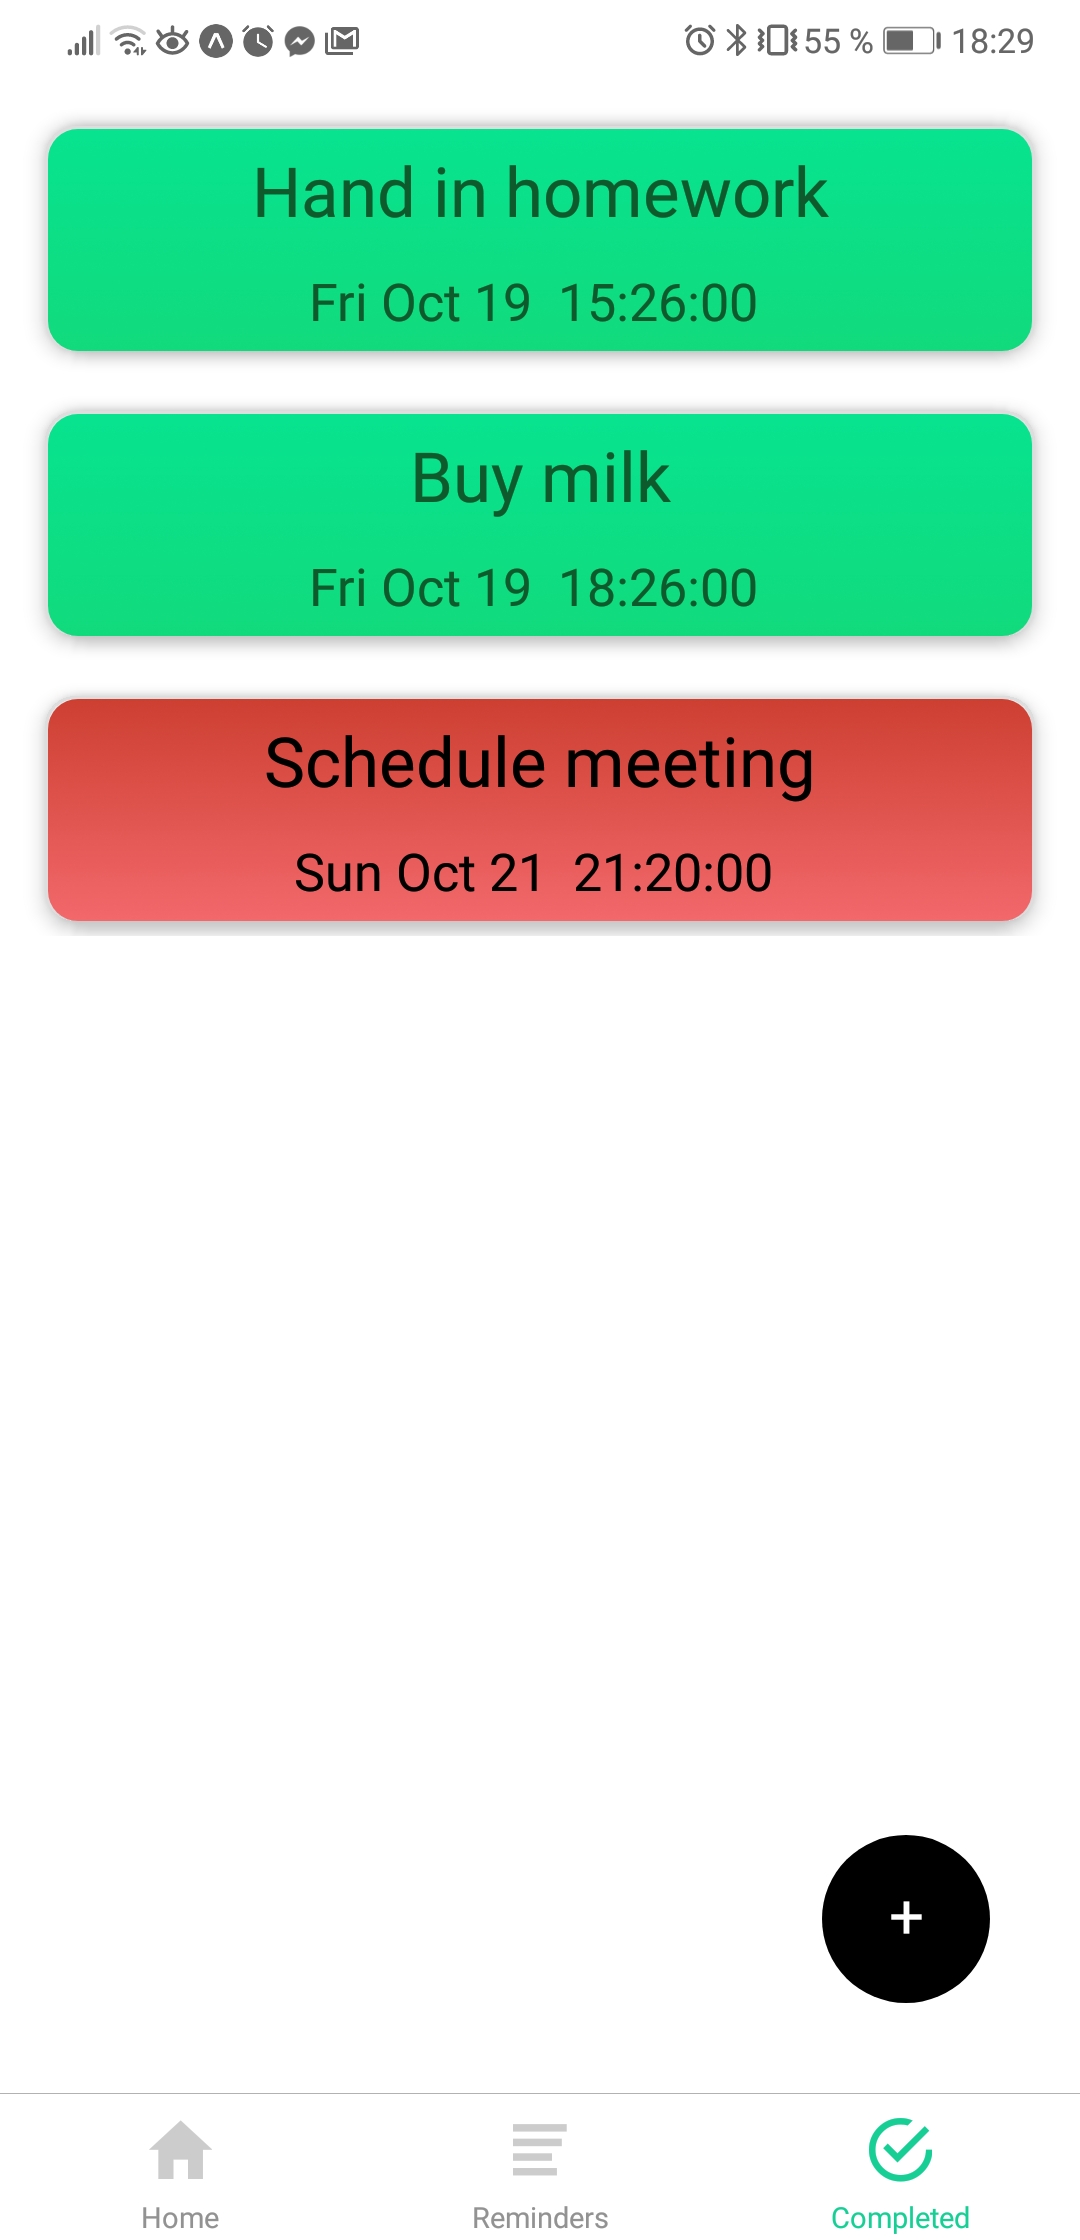 55 % 18:29
Hand in homework
Fri Oct 19  15:26:00
Buy milk
Fri Oct 19  18:26:00
Schedule meeting
Sun Oct 21  21:20:00
+
Home
Reminders
Completed